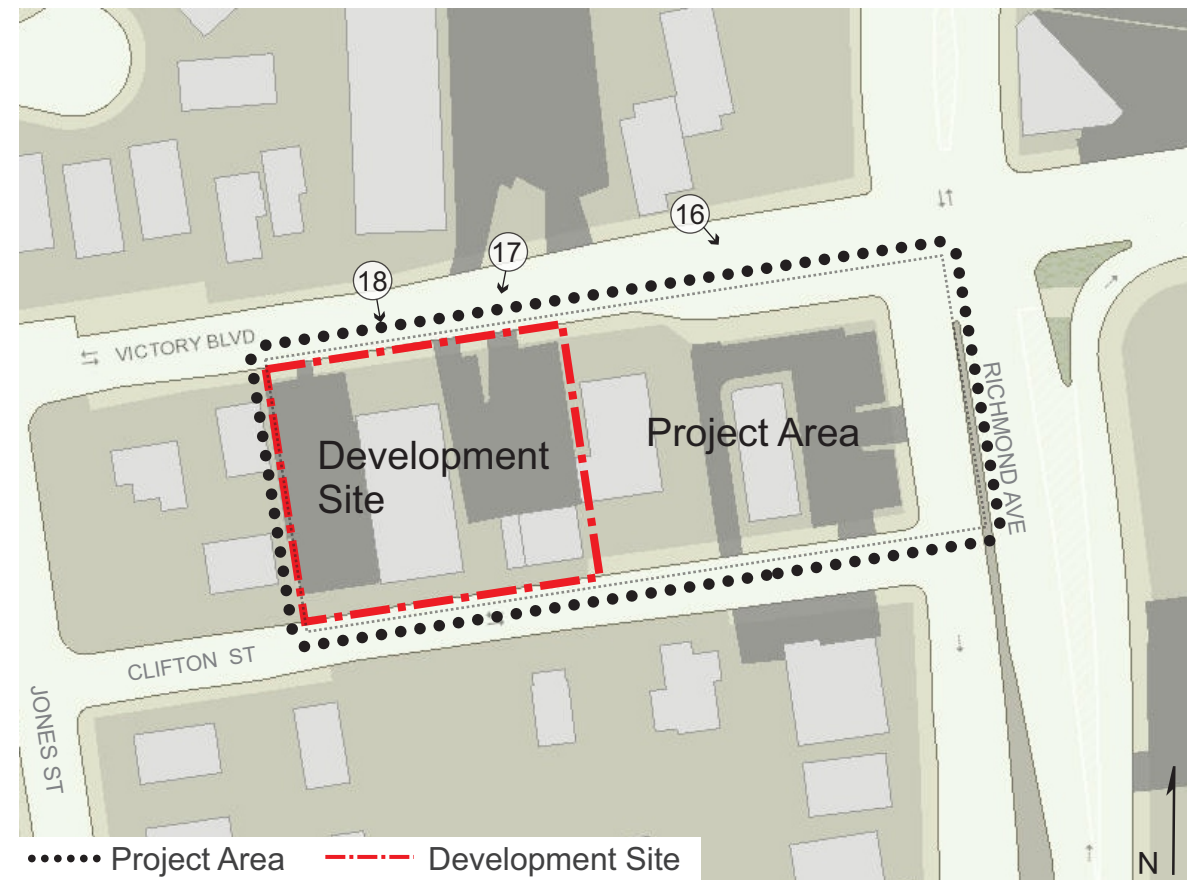 16
17
18
VICTORY BLVD
RICHMOND AVE
Project Area
Development
Site
CLIFTON ST
JONES ST
Project Area
Development Site
N